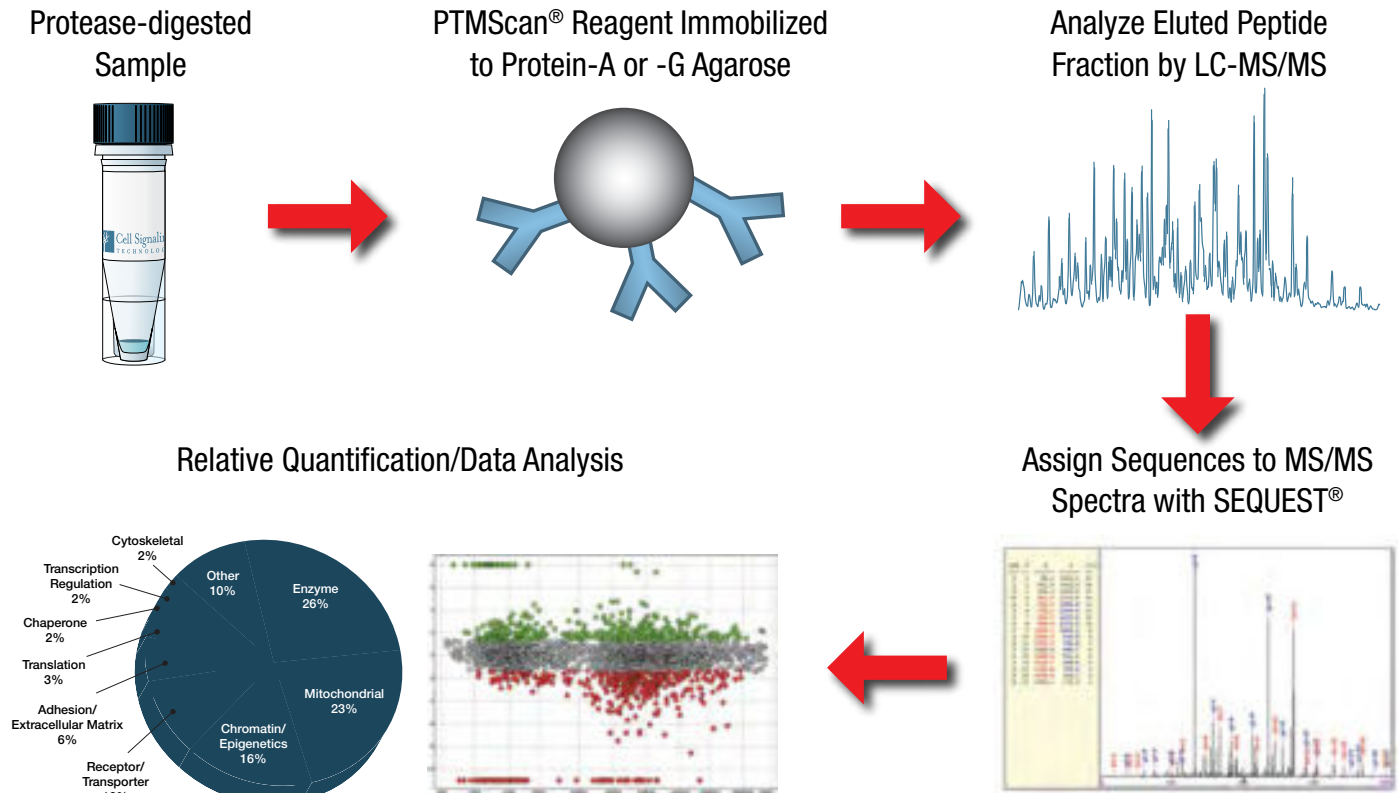 Protease-digested
Sample
PTMScan® Reagent Immobilized
to Protein-A or -G Agarose
Analyze Eluted Peptide
Fraction by LC-MS/MS
Cell Signalin
TECHNOLOG
Relative Quantification/Data Analysis
Assign Sequences to MS/MS
Spectra with SEQUEST®
Cytoskeletal
2%
Transcription
Regulation
2%
Chaperone
2%
Translation
3%
Adhesion/
Extracellular Matrix
6%
Receptor/
Transporter
Other
10%
Enzyme
26%
Mitochondrial
23%
Chromatin/
Epigenetics
16%